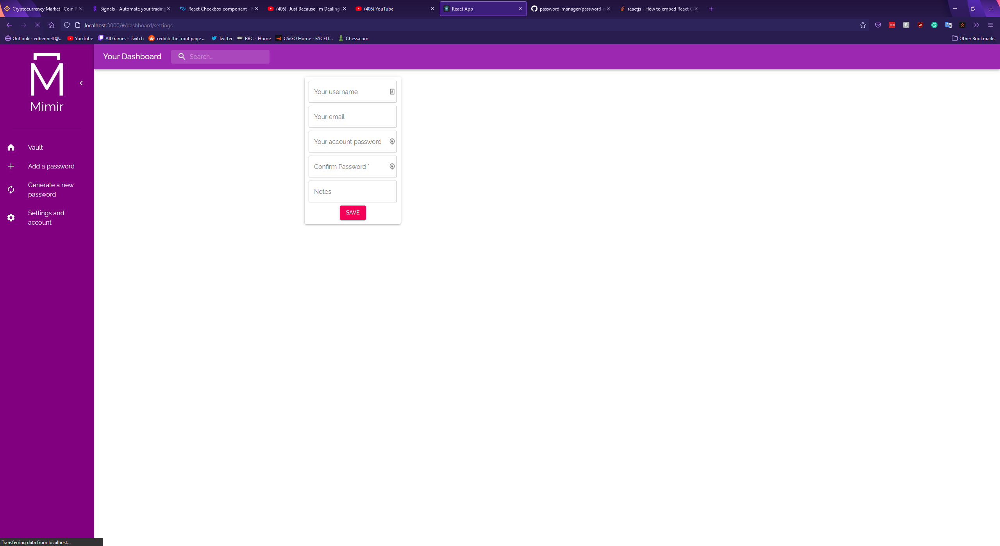 Cryptocurrency Market | Coin P
Signals - Automate your trading
React Checkbox component - M
(406) "Just Because I'm Dealing
(406) YouTube
React App
password-manager/password-m
reactjs - How to embed React C
localhost:3000/#/dashboard/settings
Outlook - edbennett@...
YouTube
All Games - Twitch
reddit: the front page ...
Twitter
BBC
BBC - Home
CS:GO Home - FACEIT...
Chess.com
Other Bookmarks
M
Mimir
Your Dashboard
Search…
Vault
Add a password
Generate a new
password
Settings and
account
Your username
Your email
Your account password
Confirm Password *
Notes
SAVE
Transferring data from localhost...